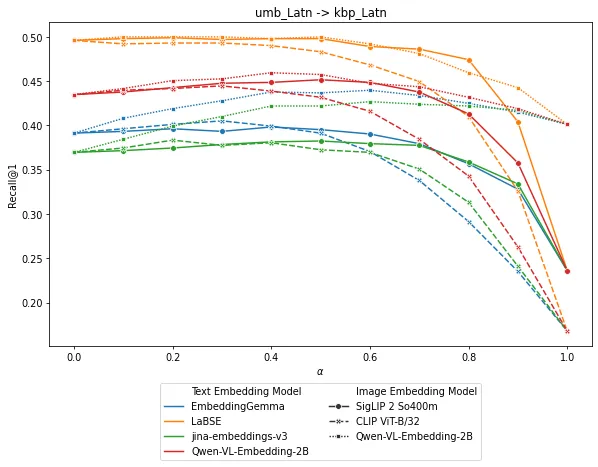 umb_Latn -> kbp_Latn
0.50
0.45
0.40
0.35
0.30
0.25
0.20
Recall@1
0.0 0.2 0.4 0.6 0.8 1.0
α
Text Embedding Model
EmbeddingGemma
LaBSE
jina-embeddings-v3
Qwen-VL-Embedding-2B
Image Embedding Model
SigLIP 2 So400m
CLIP ViT-B/32
Qwen-VL-Embedding-2B